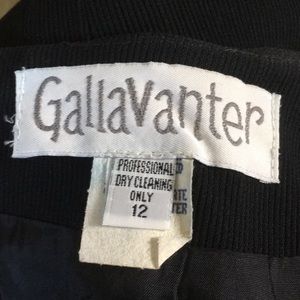 GallaVanter
PROFESSIONAL
DRY CLEANING
ONLY
12